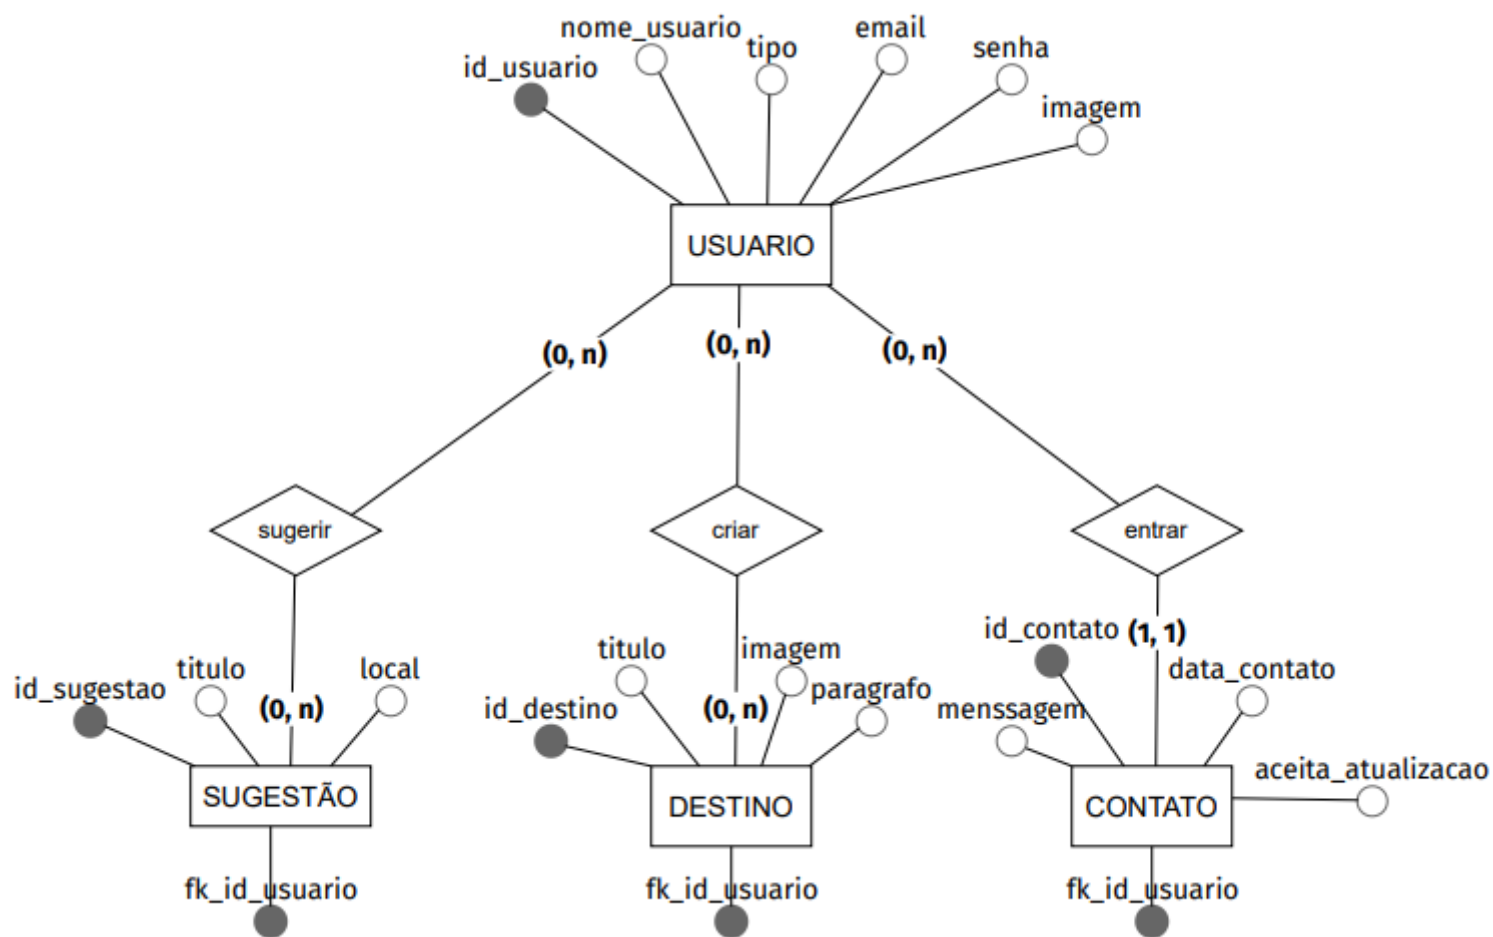 nome_usuario
email
tipo
senha
id_usuario
imagem
USUARIO
(0, n)
(0, n)
(0, n)
sugerir
criar
entrar
id_contato
(1, 1)
titulo
local
titulo
imagem
data_contato
id_sugestao
(0, n)
id_destino
(0, n)
paragrafo
menssagem
aceita_atualizacao
SUGESTÃO
DESTINO
CONTATO
fk_id_usuario
fk_id_usuario
fk_id_usuario